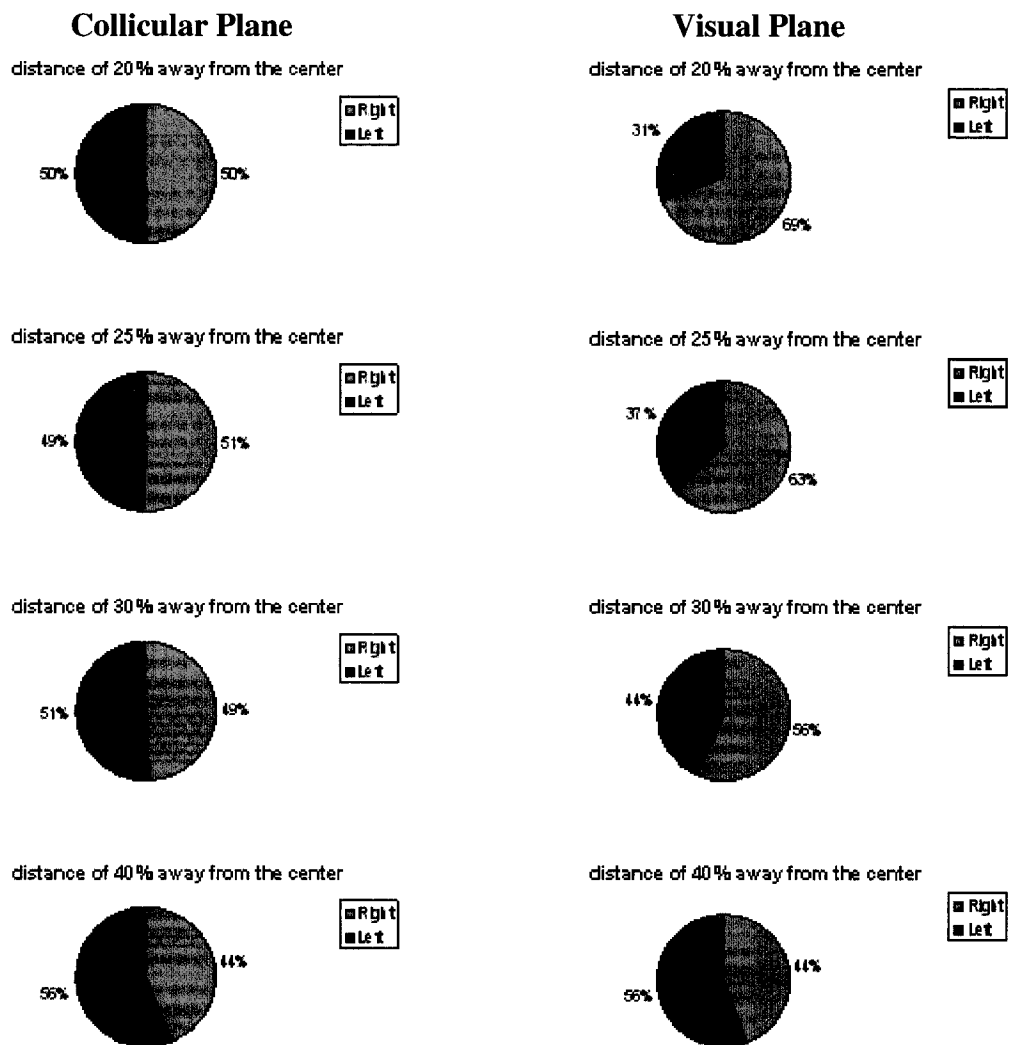 Collicular Plane
distance of 20% away from the center
Right
Left
50%
50%
distance of 25% away from the center
Right
Left
49%
51%
distance of 30% away from the center
Right
Left
51%
49%
distance of 40% away from the center
Right
Left
56%
44%
Visual Plane
distance of 20% away from the center
Right
Left
31%
69%
distance of 25% away from the center
Right
Left
37%
63%
distance of 30% away from the center
Right
Left
44%
56%
distance of 40% away from the center
Right
Left
56%
44%